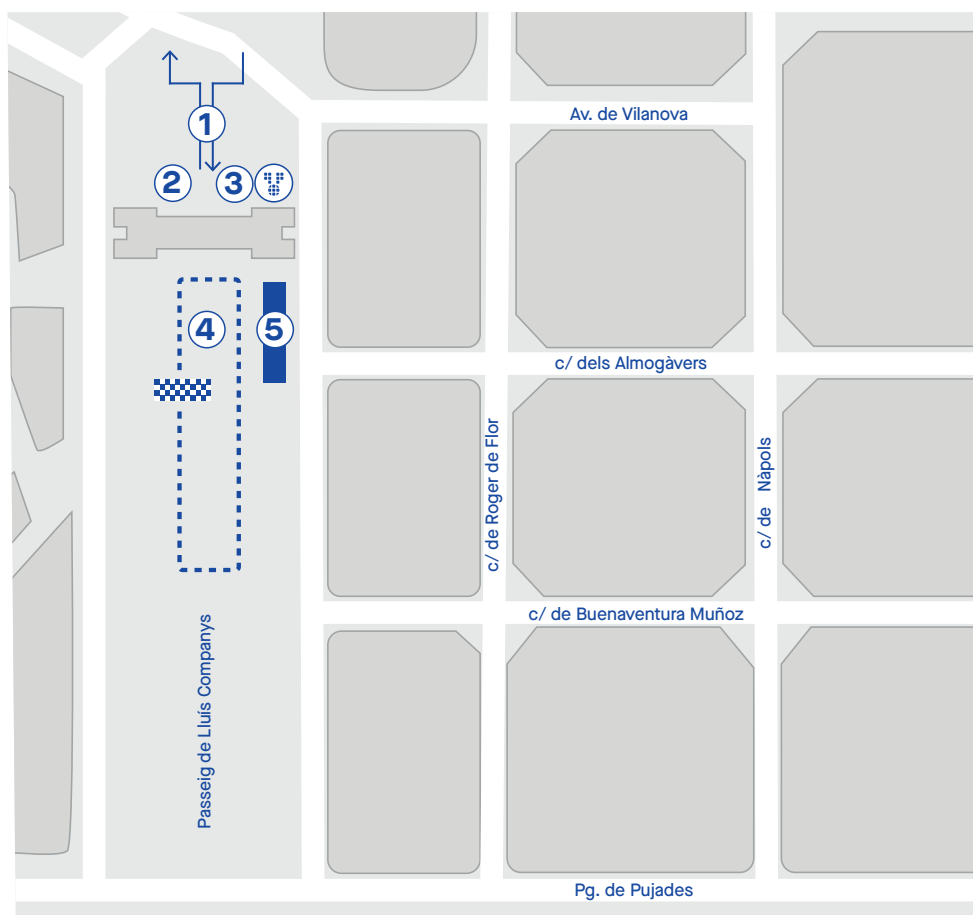 1
Av. de Vilanova
2
3
4
5
c/ dels Almogàvers
c/ de Roger de Flor
c/ de Nàpols
c/ de Buenaventura Muñoz
Passeig de Lluís Companys
Pg. de Pujades